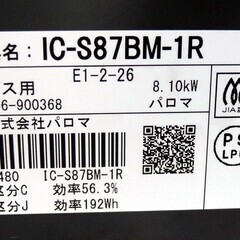 名: IC-S87BM-1R
ス用 E1-2-26 8.10kW
6-900368 パロマ
式会社パロマ
JIA
480 IC-S87BM-1R
区分C 効率56.3%
区分J 効率192Wh
PS
LP